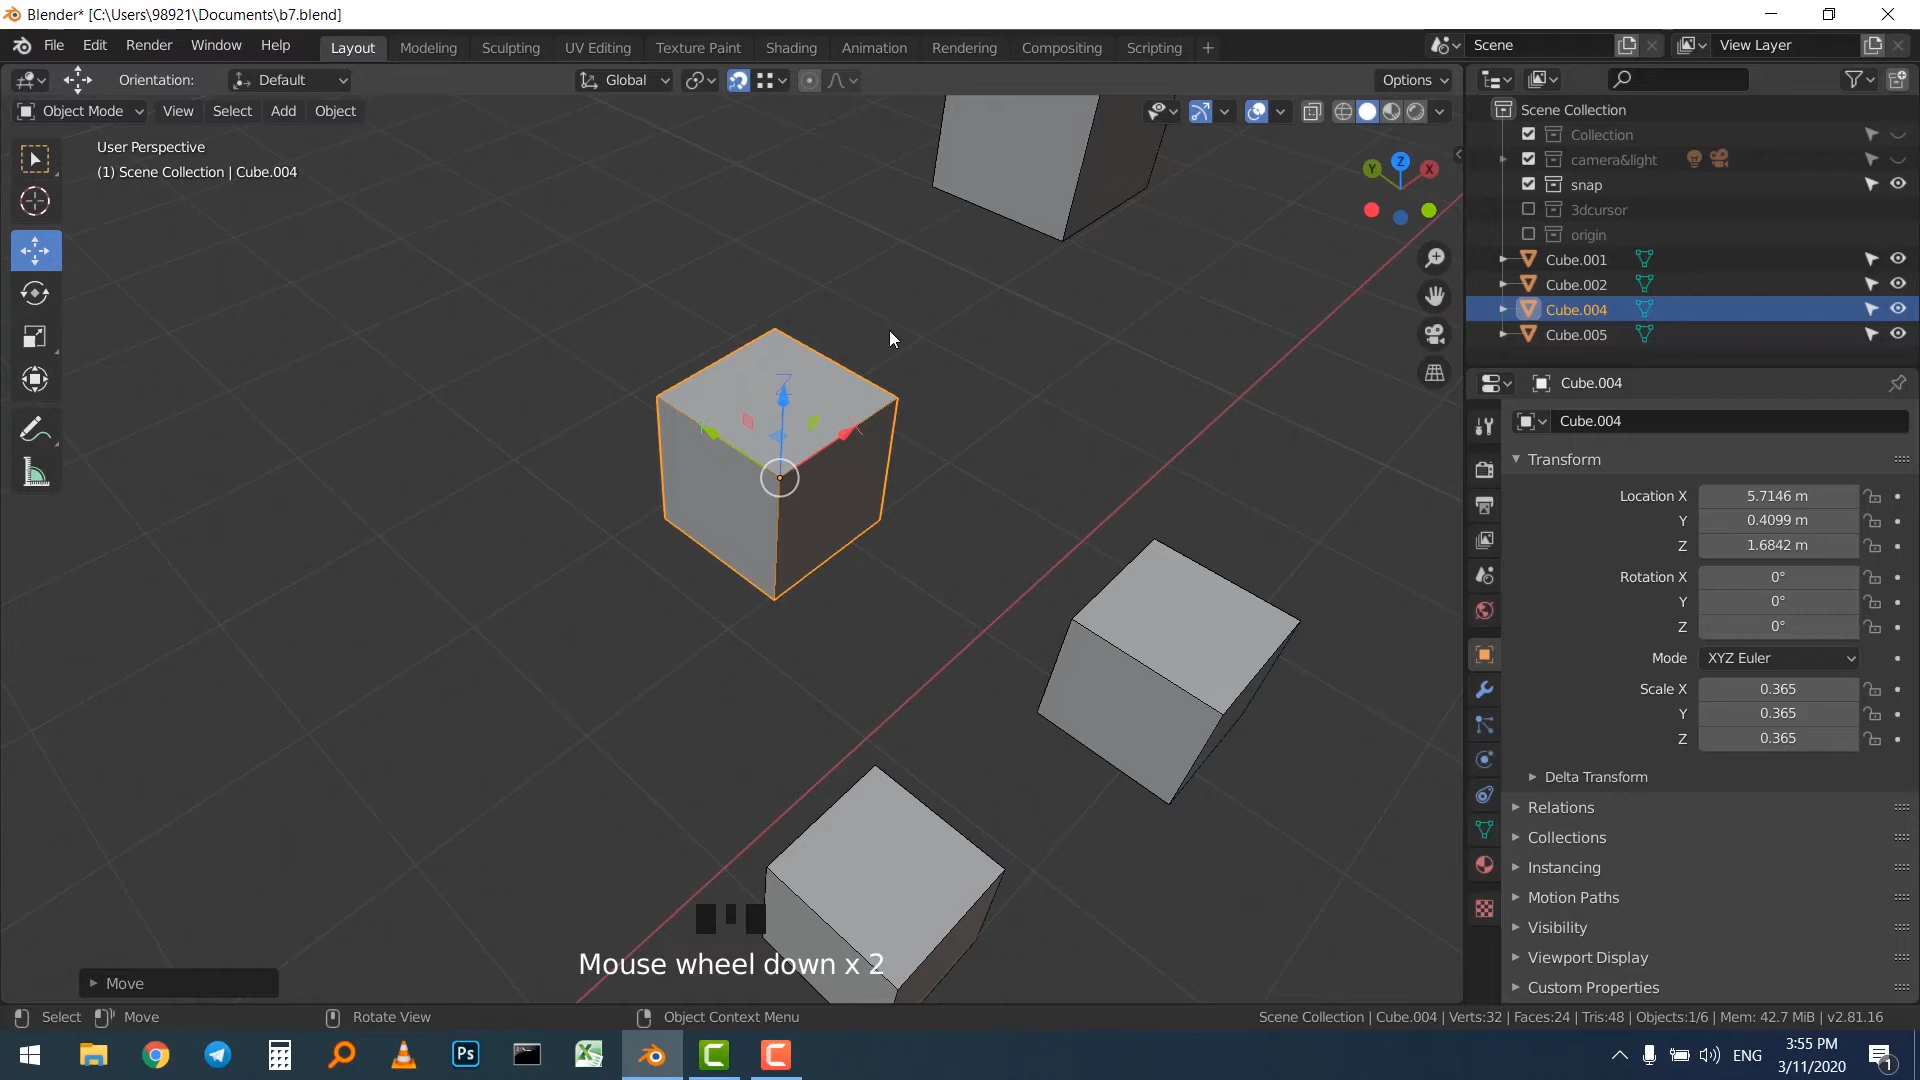 Blender* [C:\Users\98921\Documents\b7.blend]
File Edit Render Window Help
Layout Modeling Sculpting UV Editing Texture Paint Shading Animation Rendering Compositing Scripting +
Scene
View Layer
Orientation: Default
Global
Options
Object Mode View Select Add Object
User Perspective
(1) Scene Collection | Cube.004
Z
Y
X
Z
Mouse wheel down x 2
Move
Scene Collection
Collection
camera&light
snap
3dcursor
origin
Cube.001
Cube.002
Cube.004
Cube.005
Cube.004
Cube.004
Transform
Location X 5.7146 m
Y 0.4099 m
Z 1.6842 m
Rotation X 0°
Y 0°
Z 0°
Mode XYZ Euler
Scale X 0.365
Y 0.365
Z 0.365
Delta Transform
Relations
Collections
Instancing
Motion Paths
Visibility
Viewport Display
Custom Properties
Select Move Rotate View Object Context Menu
Scene Collection | Cube.004 | Verts:32 | Faces:24 | Tris:48 | Objects:1/6 | Mem: 42.7 MiB | v2.81.16
Ps
ENG
3:55 PM
3/11/2020
1